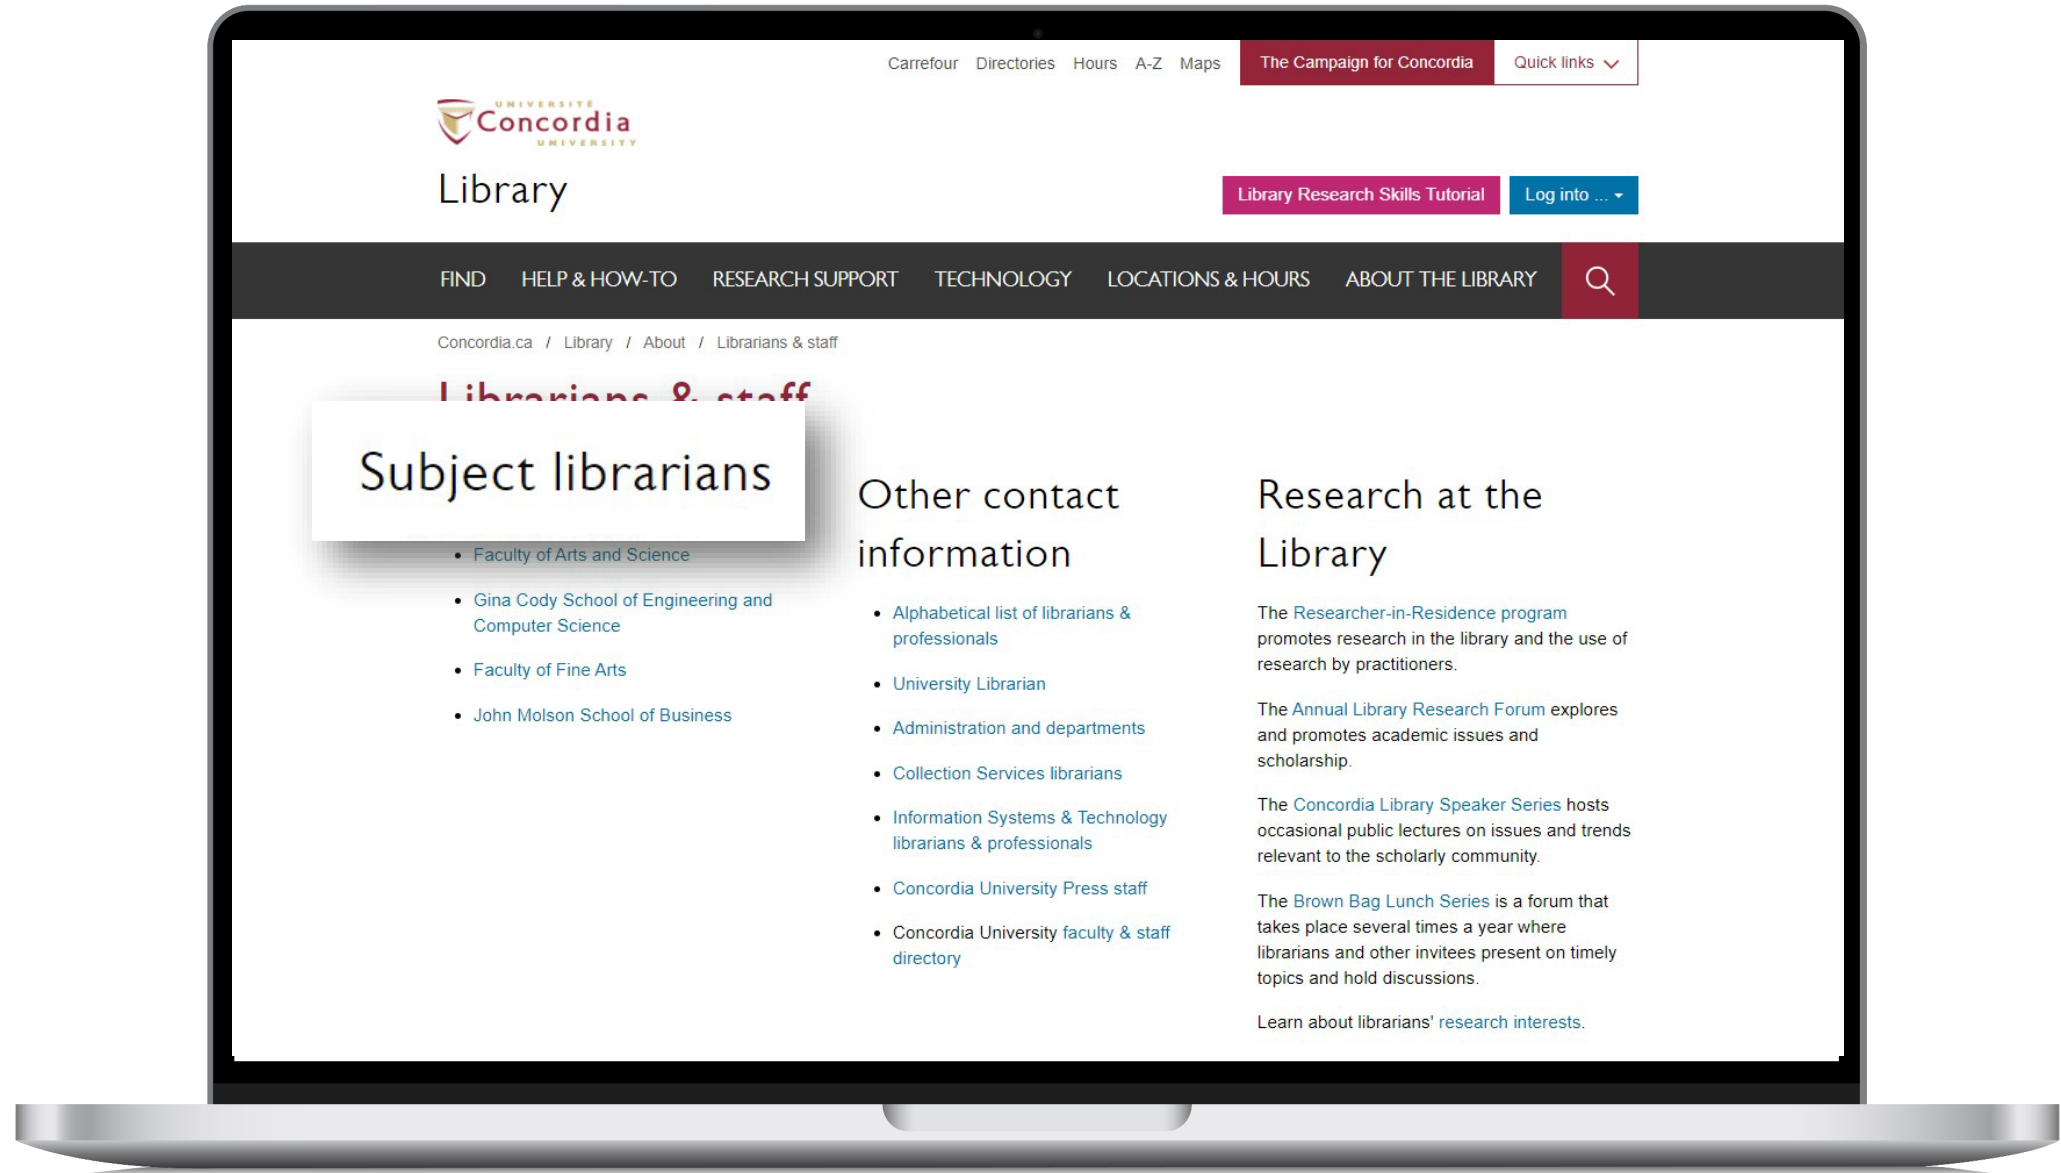 Carrefour Directories Hours A-Z Maps The Campaign for Concordia Quick links
UNIVERSITÉ
Concordia
UNIVERSITY
Library
Library Research Skills Tutorial Log into ...
FIND HELP & HOW-TO RESEARCH SUPPORT TECHNOLOGY LOCATIONS & HOURS ABOUT THE LIBRARY
Concordia.ca / Library / About / Librarians & staff
Librarians & staff
Subject librarians
Faculty of Arts and Science
Gina Cody School of Engineering and
Computer Science
Faculty of Fine Arts
John Molson School of Business
Other contact
information
Alphabetical list of librarians &
professionals
University Librarian
Administration and departments
Collection Services librarians
Information Systems & Technology
librarians & professionals
Concordia University Press staff
Concordia University faculty & staff
directory
Research at the
Library
The Researcher-in-Residence program
promotes research in the library and the use of
research by practitioners.
The Annual Library Research Forum explores
and promotes academic issues and
scholarship.
The Concordia Library Speaker Series hosts
occasional public lectures on issues and trends
relevant to the scholarly community.
The Brown Bag Lunch Series is a forum that
takes place several times a year where
librarians and other invitees present on timely
topics and hold discussions.
Learn about librarians' research interests.